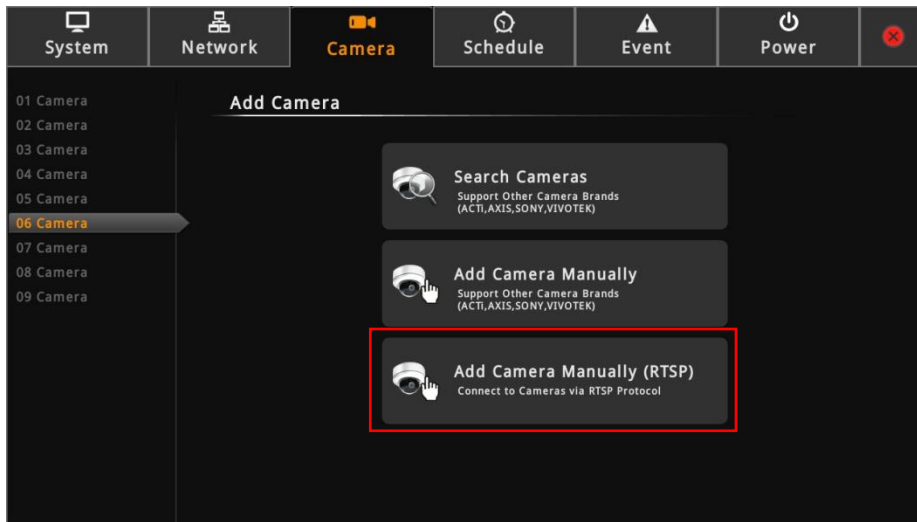 System
Network
Camera
Schedule
Event
Power
01 Camera
02 Camera
03 Camera
04 Camera
05 Camera
06 Camera
07 Camera
08 Camera
09 Camera
Add Camera
Search Cameras
Support Other Camera Brands
(ACTi,AXIS,SONY,VIVOTEK)
Add Camera Manually
Support Other Camera Brands
(ACTi,AXIS,SONY,VIVOTEK)
Add Camera Manually (RTSP)
Connect to Cameras via RTSP Protocol